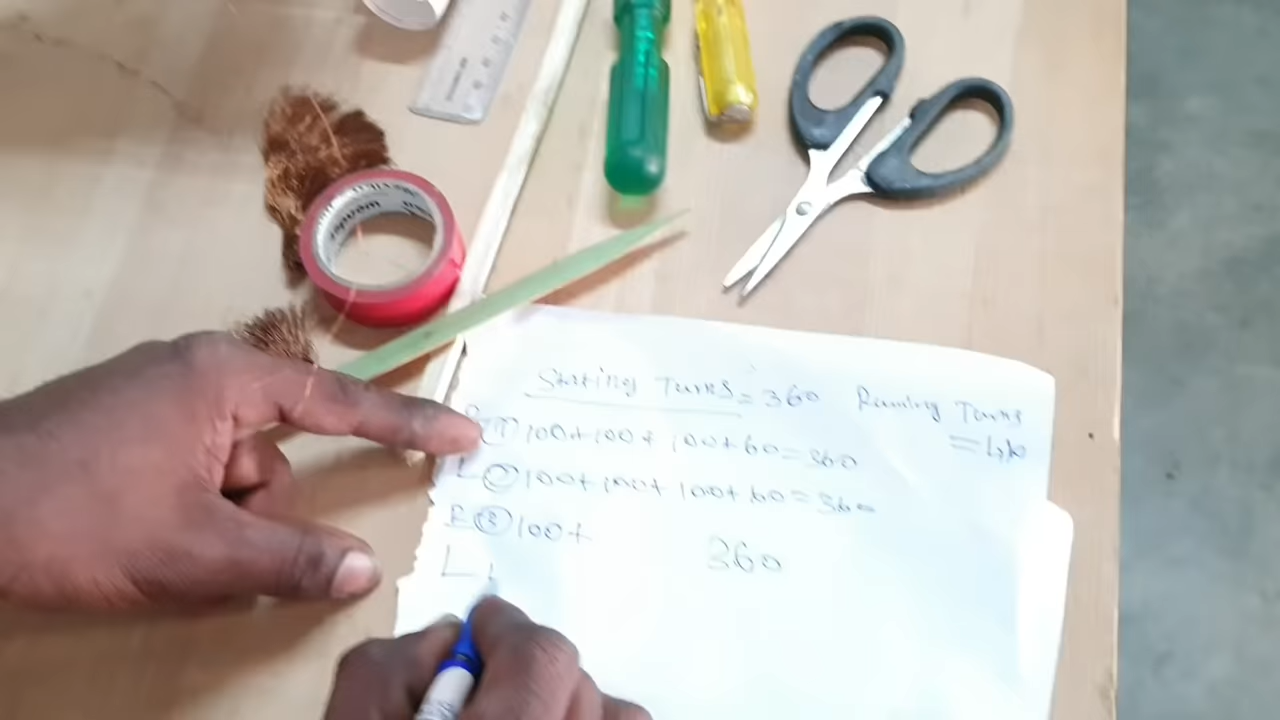 Starting Turns = 360 Running Turns
R ① 100+100+ 100+60=360
L ② 100+100+ 100+60=360
R ③ 100+ 360
L
wonder